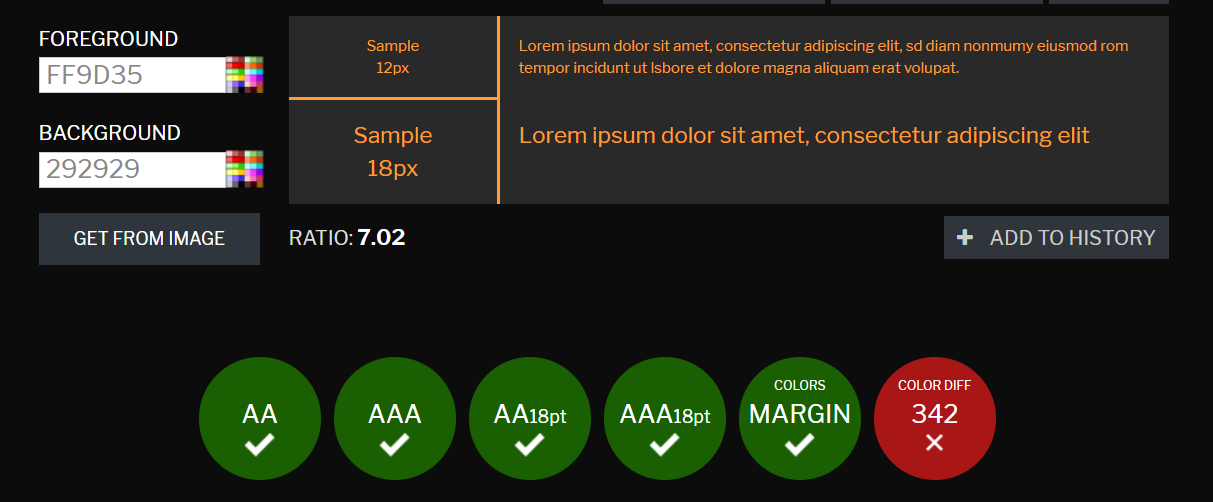 FOREGROUND
FF9D35
BACKGROUND
292929
GET FROM IMAGE
Sample
12px
Lorem ipsum dolor sit amet, consectetur adipiscing elit, sd diam nonmumy eiusmod rom
tempor incidunt ut lsbore et dolore magna aliquam erat volupat.
Sample
18px
Lorem ipsum dolor sit amet, consectetur adipiscing elit
RATIO: 7.02
ADD TO HISTORY
AA
AAA
AA18pt
AAA18pt
COLORS
MARGIN
COLOR DIFF
342